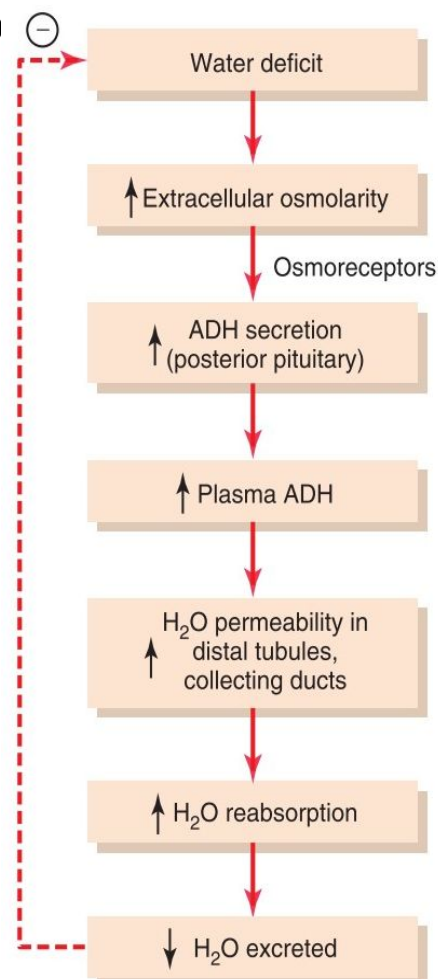 −
Water deficit
↑ Extracellular osmolarity
Osmoreceptors
ADH secretion
↑ (posterior pituitary)
↑ Plasma ADH
H₂O permeability in
↑ distal tubules,
collecting ducts
↑ H₂O reabsorption
↓ H₂O excreted